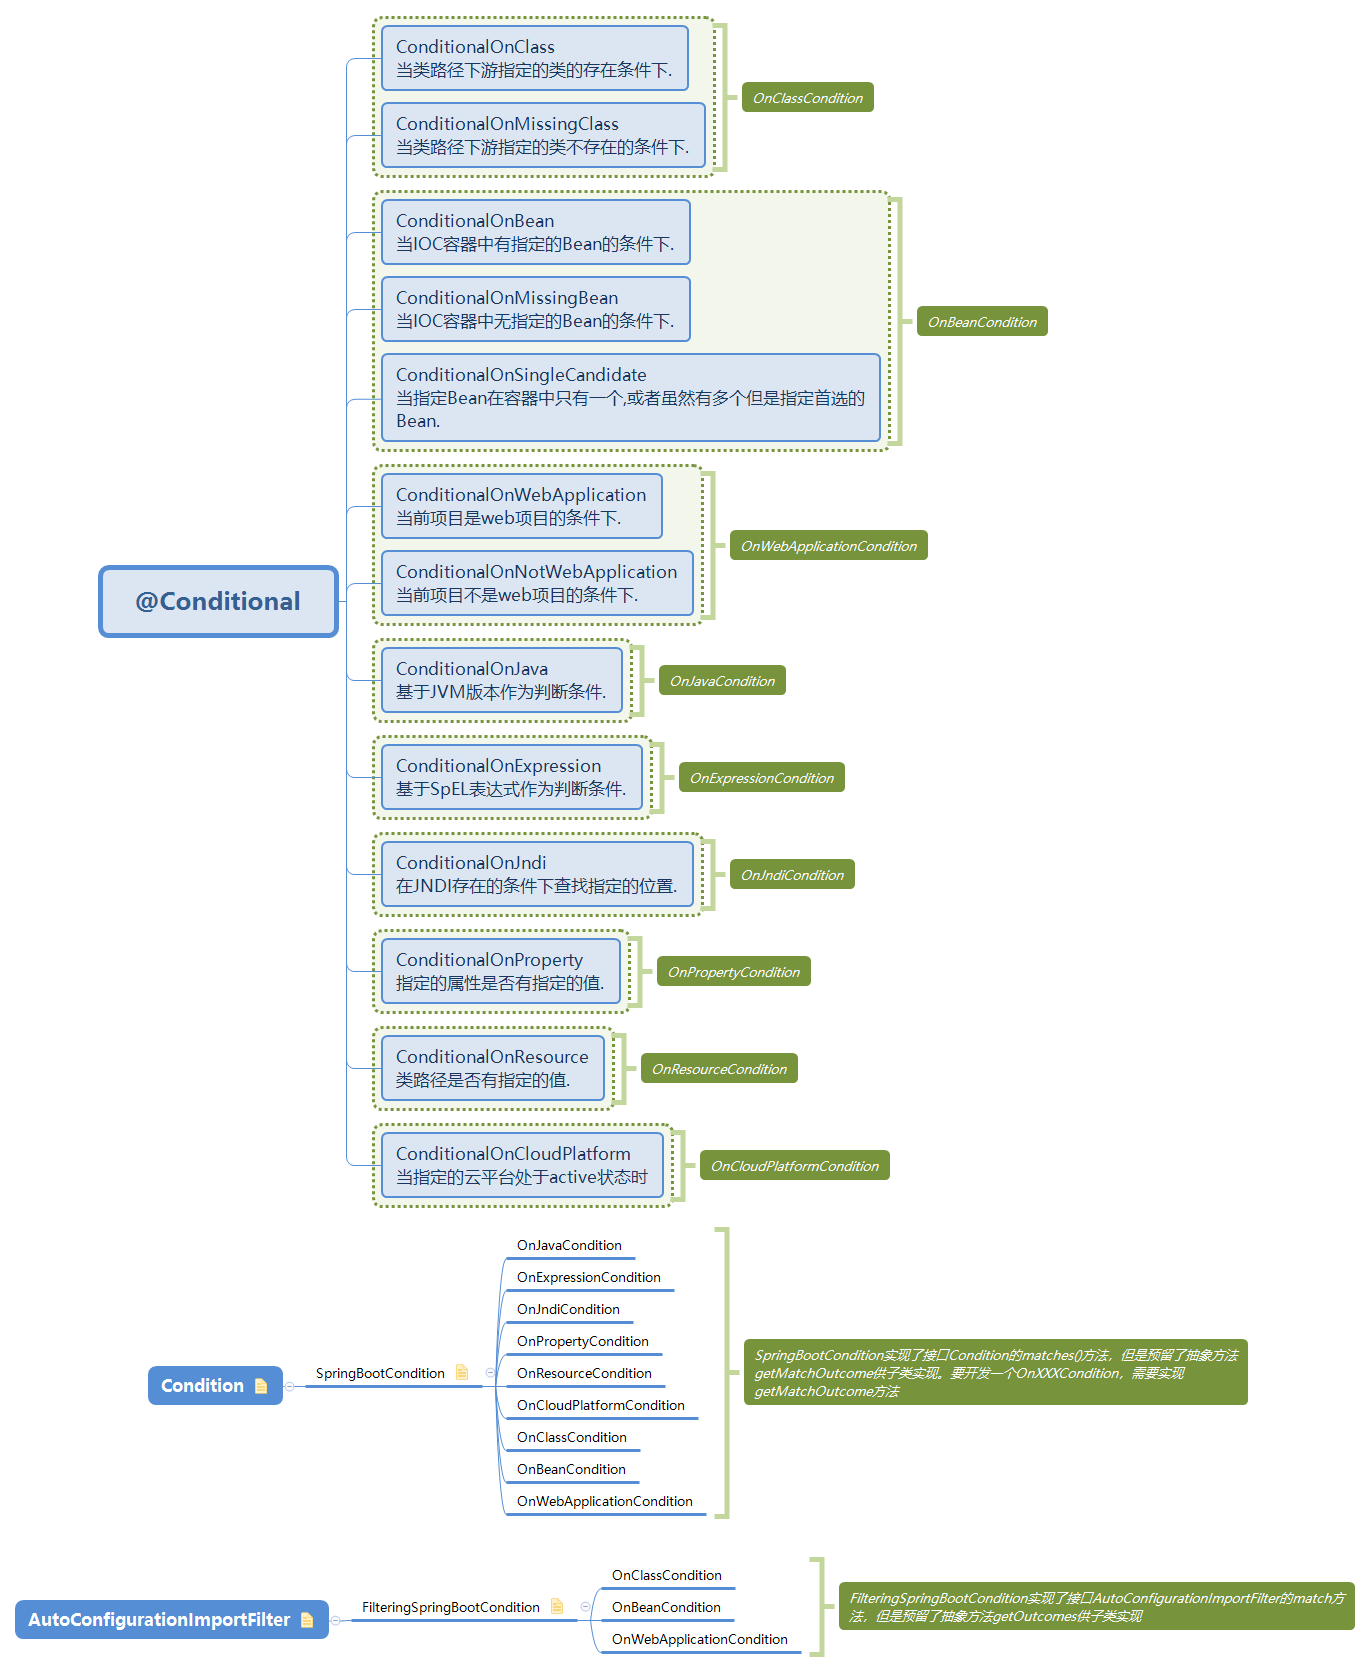 ConditionalOnClass
当类路径下游指定的类的存在条件下.
OnClassCondition
ConditionalOnMissingClass
当类路径下游指定的类不存在的条件下.
ConditionalOnBean
当IOC容器中有指定的Bean的条件下.
ConditionalOnMissingBean
当IOC容器中无指定的Bean的条件下.
OnBeanCondition
ConditionalOnSingleCandidate
当指定Bean在容器中只有一个,或者虽然有多个但是指定首选的
Bean.
ConditionalOnWebApplication
当前项目是web项目的条件下.
OnWebApplicationCondition
ConditionalOnNotWebApplication
当前项目不是web项目的条件下.
@Conditional
ConditionalOnJava
基于JVM版本作为判断条件.
OnJavaCondition
ConditionalOnExpression
基于SpEL表达式作为判断条件.
OnExpressionCondition
ConditionalOnJndi
在JNDI存在的条件下查找指定的位置.
OnJndiCondition
ConditionalOnProperty
指定的属性是否有指定的值.
OnPropertyCondition
ConditionalOnResource
类路径是否有指定的值.
OnResourceCondition
ConditionalOnCloudPlatform
当指定的云平台处于active状态时
OnCloudPlatformCondition
Condition
SpringBootCondition
OnJavaCondition
OnExpressionCondition
OnJndiCondition
OnPropertyCondition
OnResourceCondition
OnCloudPlatformCondition
OnClassCondition
OnBeanCondition
OnWebApplicationCondition
SpringBootCondition实现了接口Condition的matches()方法，但是预留了抽象方法
getMatchOutcome供子类实现。要开发一个OnXXXCondition，需要实现
getMatchOutcome方法
AutoConfigurationImportFilter
FilteringSpringBootCondition
OnClassCondition
OnBeanCondition
OnWebApplicationCondition
FilteringSpringBootCondition实现了接口AutoConfigurationImportFilter的match方
法，但是预留了抽象方法getOutcomes供子类实现